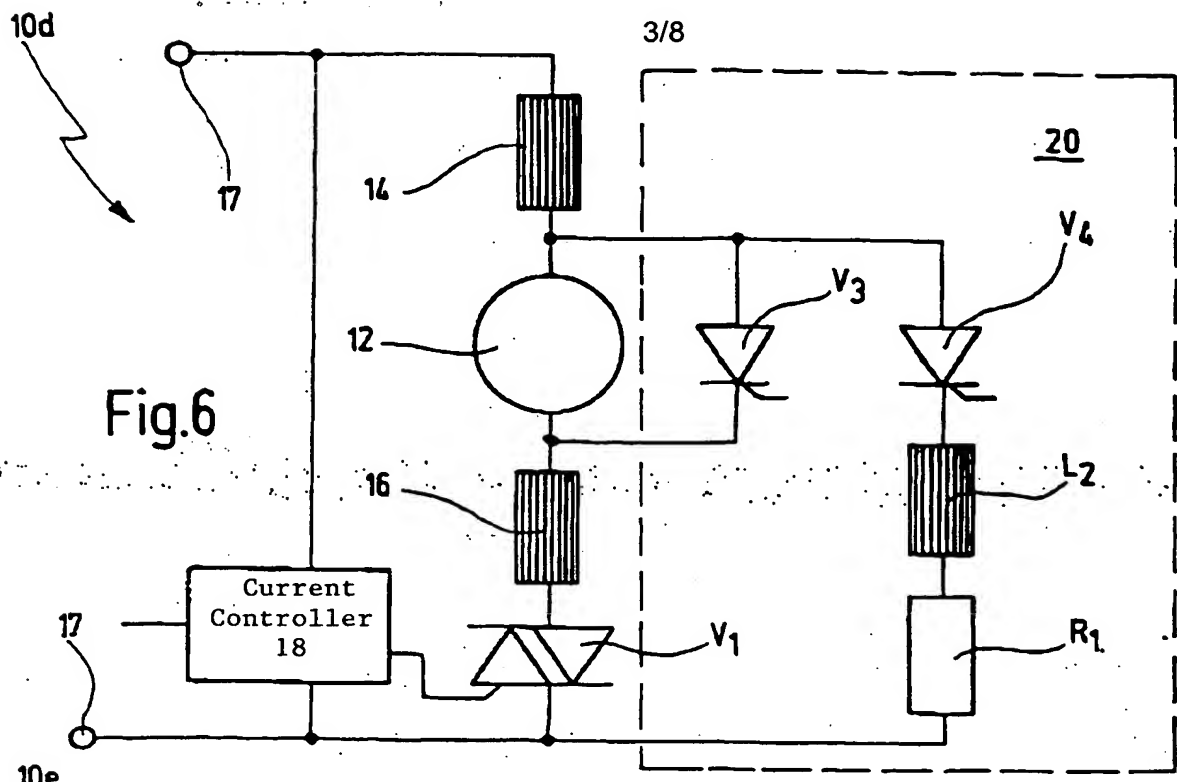 10d
3/8
17
14
20
V4
V3
12
Fig.6
16
L2
Current
Controller
18
17
V1
R1.
10e